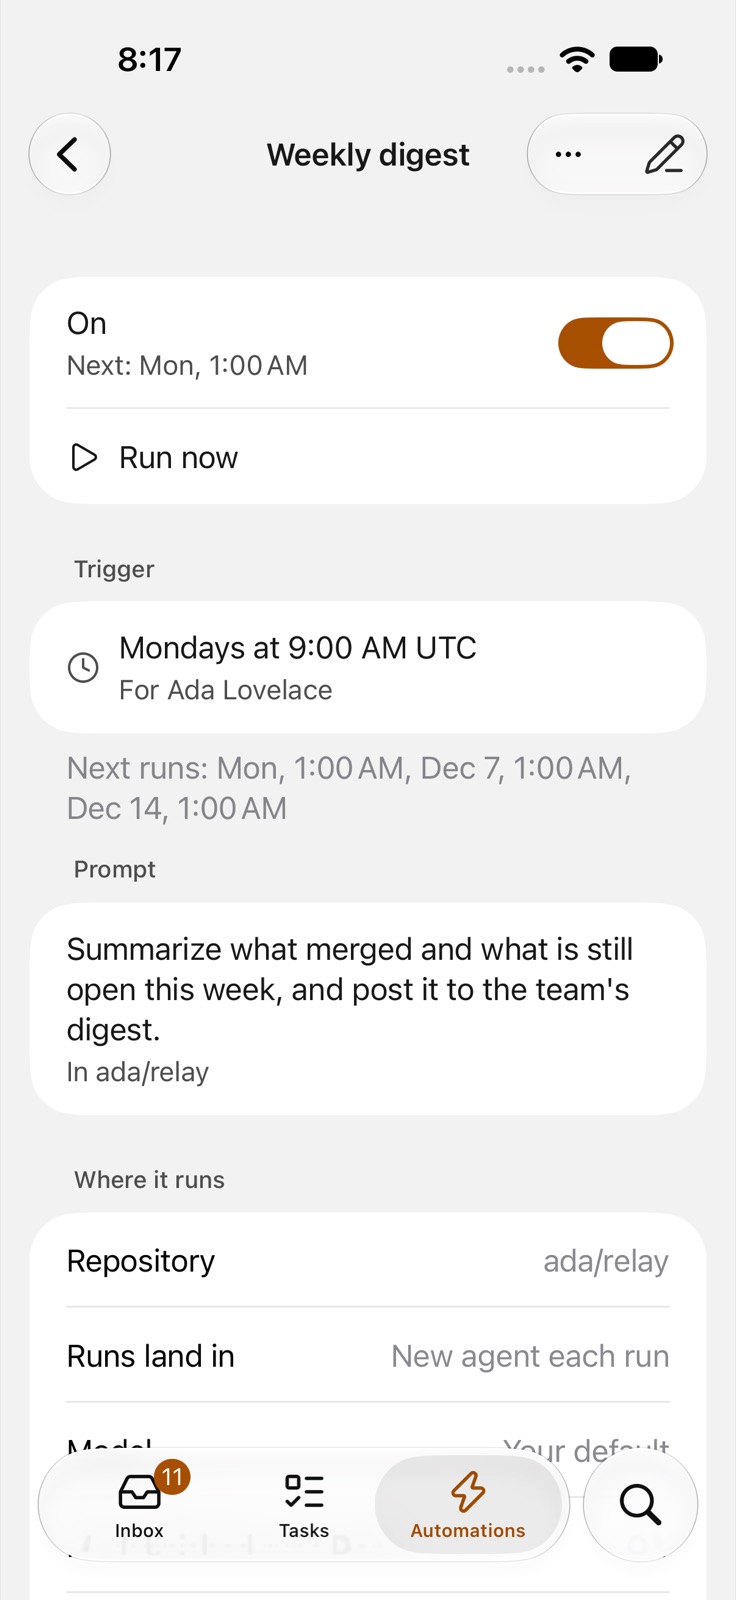 8:17
Weekly digest
On
Next: Mon, 1:00 AM
Run now
Trigger
Mondays at 9:00 AM UTC
For Ada Lovelace
Next runs: Mon, 1:00 AM, Dec 7, 1:00 AM,
Dec 14, 1:00 AM
Prompt
Summarize what merged and what is still
open this week, and post it to the team's
digest.
In ada/relay
Where it runs
Repository ada/relay
Runs land in New agent each run
Model Your default
11
Inbox Tasks Automations